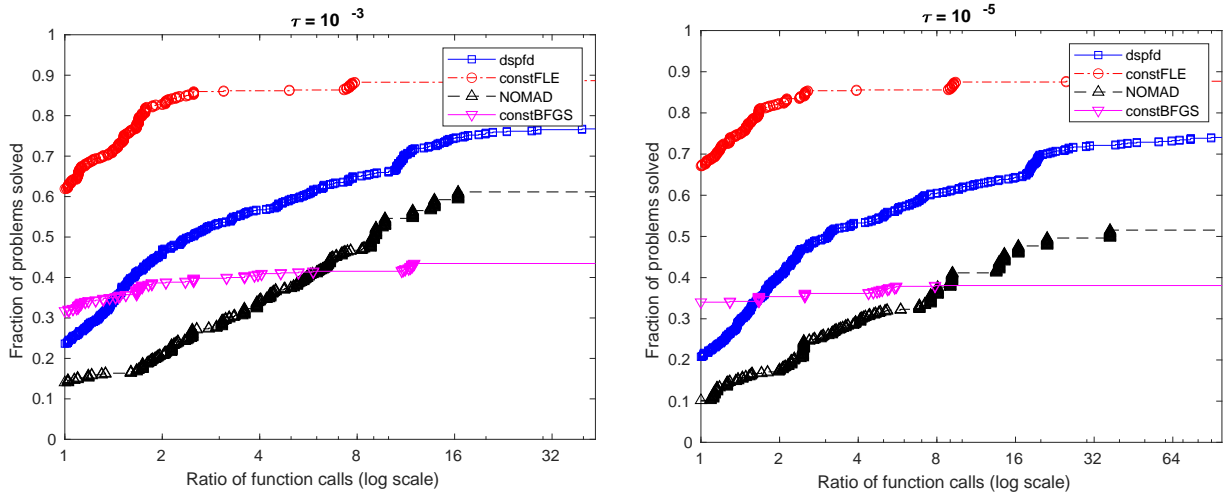 τ = 10 -3
1
0.9
0.8
0.7
0.6
0.5
0.4
0.3
0.2
0.1
0
Fraction of problems solved
dspfd
constFLE
NOMAD
constBFGS
1 2 4 8 16 32
Ratio of function calls (log scale)
τ = 10 -5
1
0.9
0.8
0.7
0.6
0.5
0.4
0.3
0.2
0.1
0
Fraction of problems solved
dspfd
constFLE
NOMAD
constBFGS
1 2 4 8 16 32 64
Ratio of function calls (log scale)